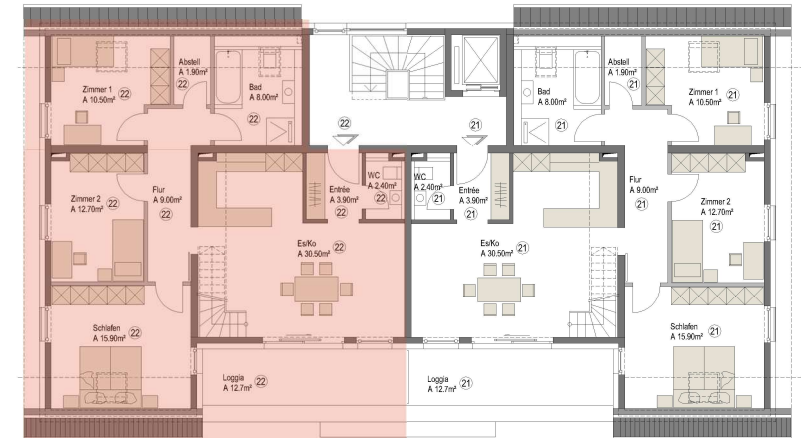 Zimmer 1
A 10.50m²
22
Abstell
A 1.90m²
22
Bad
A 8.00m²
22
22
21
Bad
A 8.00m²
21
Abstell
A 1.90m²
21
Zimmer 1
A 10.50m²
21
Zimmer 2
A 12.70m²
22
Flur
A 9.00m²
22
Entrée
A 3.90m²
22
WC
A 2.40m²
22
WC
A 2.40m²
21
Entrée
A 3.90m²
21
Flur
A 9.00m²
21
Zimmer 2
A 12.70m²
21
Es/Ko
A 30.50m²
22
Es/Ko
A 30.50m²
21
Schlafen
A 15.90m²
22
Schlafen
A 15.90m²
21
Loggia
A 12.7m²
22
Loggia
A 12.7m²
21